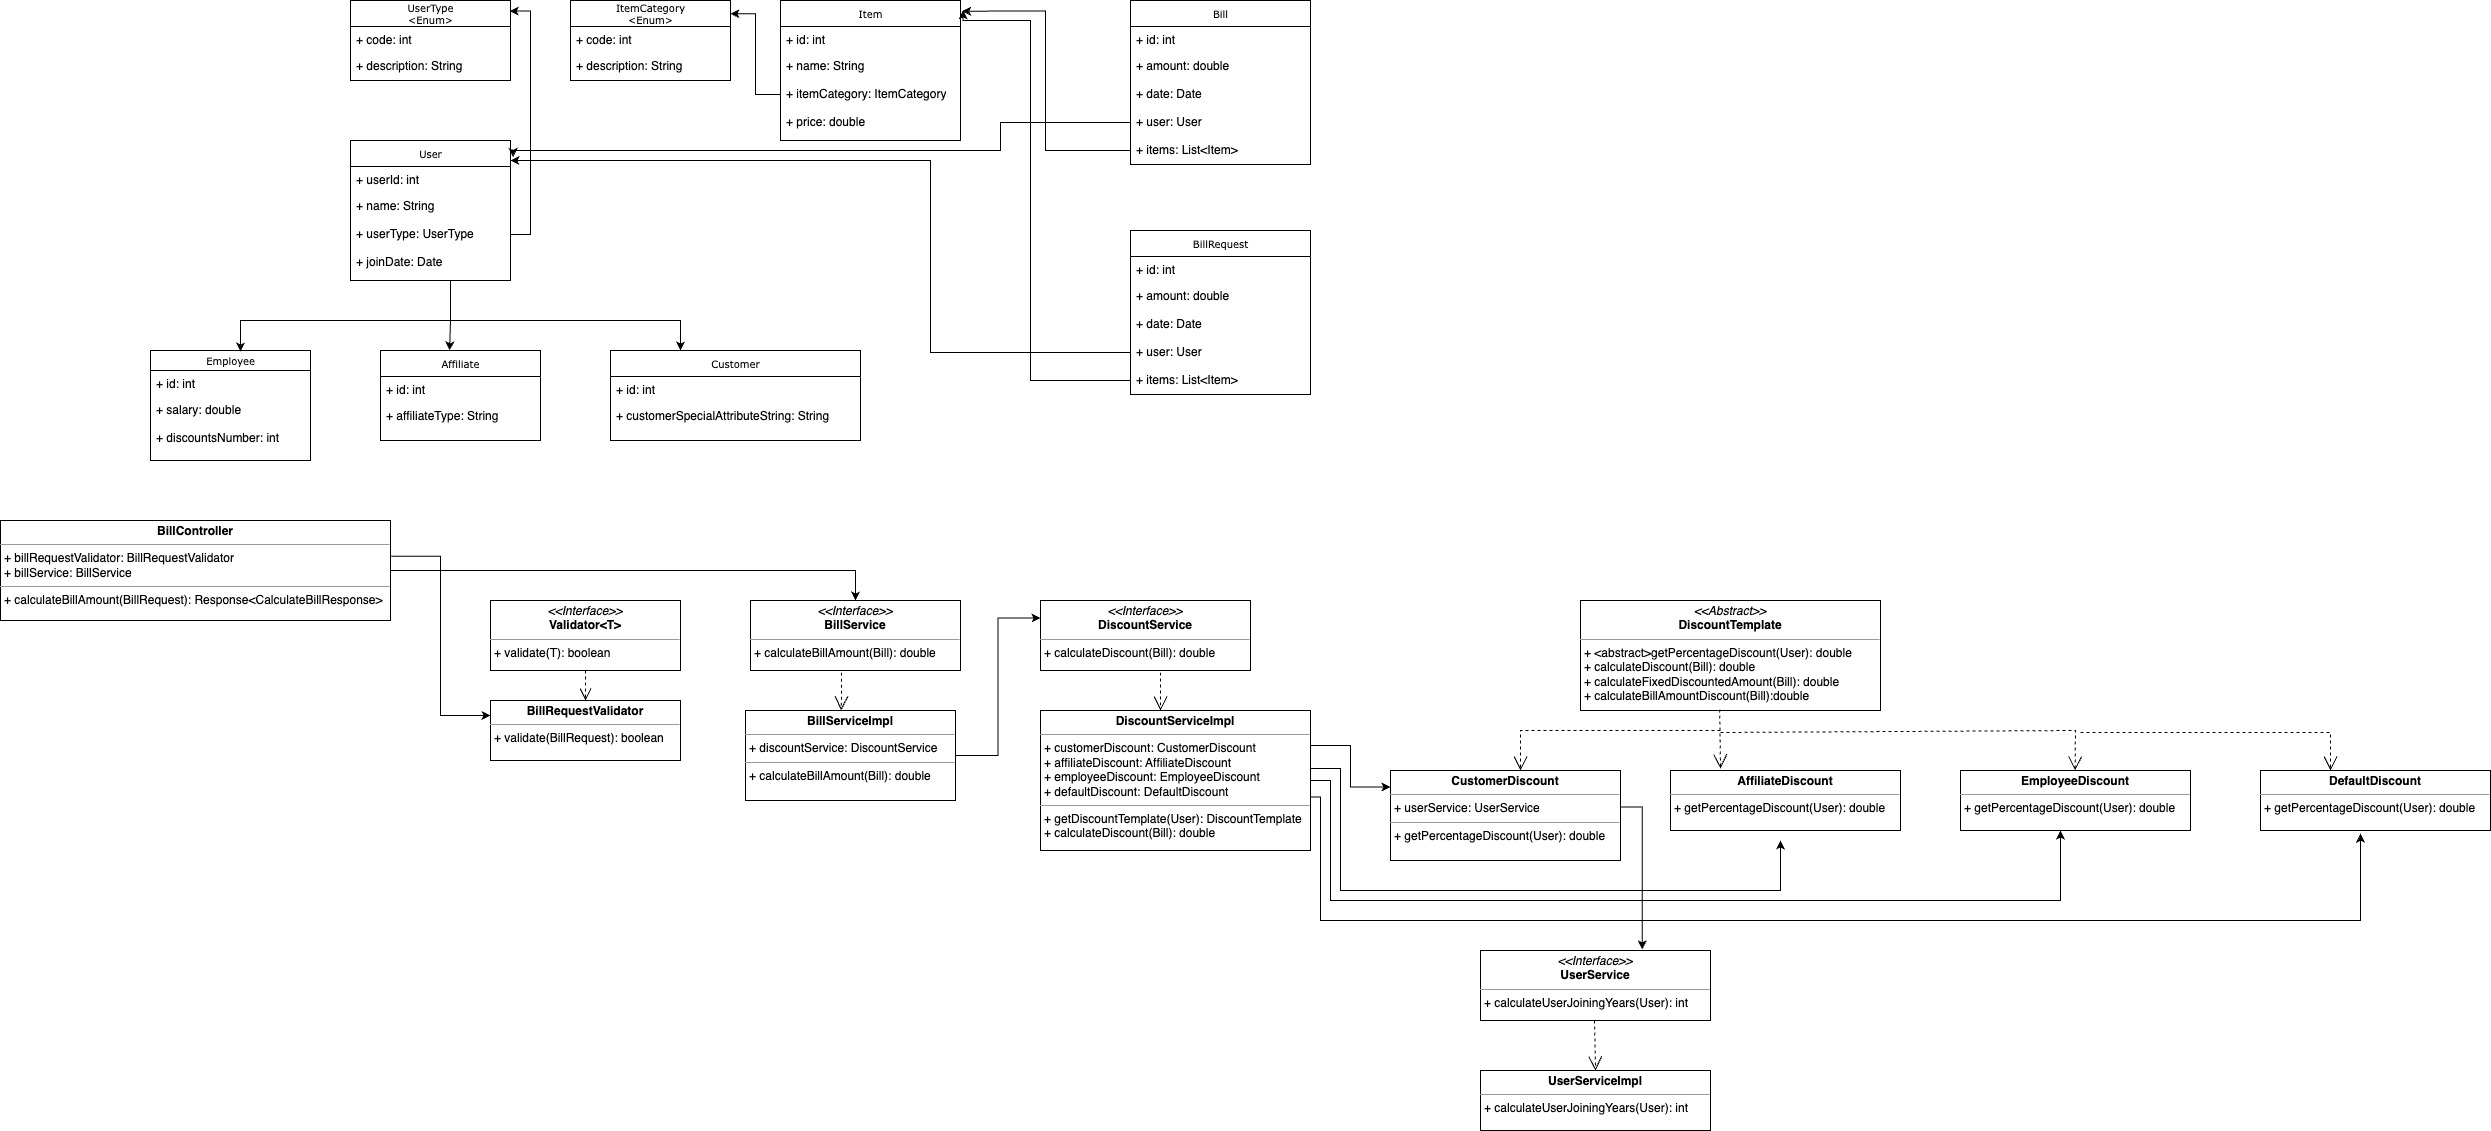 UserType
<Enum>
+ code: int
+ description: String
ItemCategory
<Enum>
+ code: int
+ description: String
Item
+ id: int
+ name: String
+ itemCategory: ItemCategory
+ price: double
Bill
+ id: int
+ amount: double
+ date: Date
+ user: User
+ items: List<Item>
User
+ userId: int
+ name: String
+ userType: UserType
+ joinDate: Date
BillRequest
+ id: int
+ amount: double
+ date: Date
+ user: User
+ items: List<Item>
Employee
+ id: int
+ salary: double
+ discountsNumber: int
Affiliate
+ id: int
+ affiliateType: String
Customer
+ id: int
+ customerSpecialAttributeString: String
BillController
+ billRequestValidator: BillRequestValidator
+ billService: BillService
+ calculateBillAmount(BillRequest): Response<CalculateBillResponse>
<<Interface>>
Validator<T>
+ validate(T): boolean
BillRequestValidator
+ validate(BillRequest): boolean
<<Interface>>
BillService
+ calculateBillAmount(Bill): double
BillServiceImpl
+ discountService: DiscountService
+ calculateBillAmount(Bill): double
<<Interface>>
DiscountService
+ calculateDiscount(Bill): double
DiscountServiceImpl
+ customerDiscount: CustomerDiscount
+ affiliateDiscount: AffiliateDiscount
+ employeeDiscount: EmployeeDiscount
+ defaultDiscount: DefaultDiscount
+ getDiscountTemplate(User): DiscountTemplate
+ calculateDiscount(Bill): double
<<Abstract>>
DiscountTemplate
+ <abstract>getPercentageDiscount(User): double
+ calculateDiscount(Bill): double
+ calculateFixedDiscountedAmount(Bill): double
+ calculateBillAmountDiscount(Bill):double
CustomerDiscount
+ userService: UserService
+ getPercentageDiscount(User): double
AffiliateDiscount
+ getPercentageDiscount(User): double
EmployeeDiscount
+ getPercentageDiscount(User): double
DefaultDiscount
+ getPercentageDiscount(User): double
<<Interface>>
UserService
+ calculateUserJoiningYears(User): int
UserServiceImpl
+ calculateUserJoiningYears(User): int